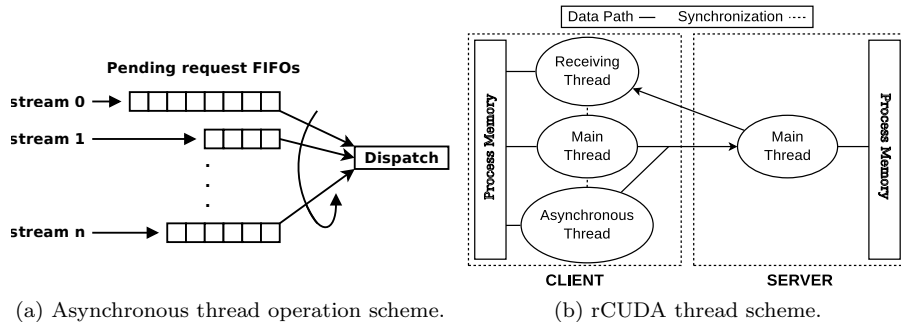 Pending request FIFOs
stream 0
stream 1
.
.
.
stream n
Dispatch
(a) Asynchronous thread operation scheme.
Data Path
Synchronization
Process Memory
Receiving
Thread
Main
Thread
Asynchronous
Thread
CLIENT
Main
Thread
Process Memory
SERVER
(b) rCUDA thread scheme.